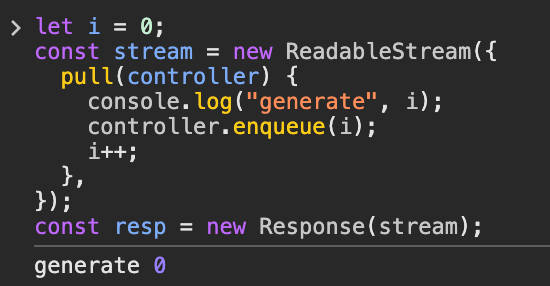 > let i = 0;
const stream = new ReadableStream({
  pull(controller) {
    console.log("generate", i);
    controller.enqueue(i);
    i++;
  },
});
const resp = new Response(stream);
generate 0